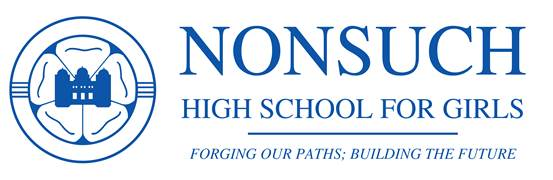 NONSUCH
HIGH SCHOOL FOR GIRLS
FORGING OUR PATHS; BUILDING THE FUTURE